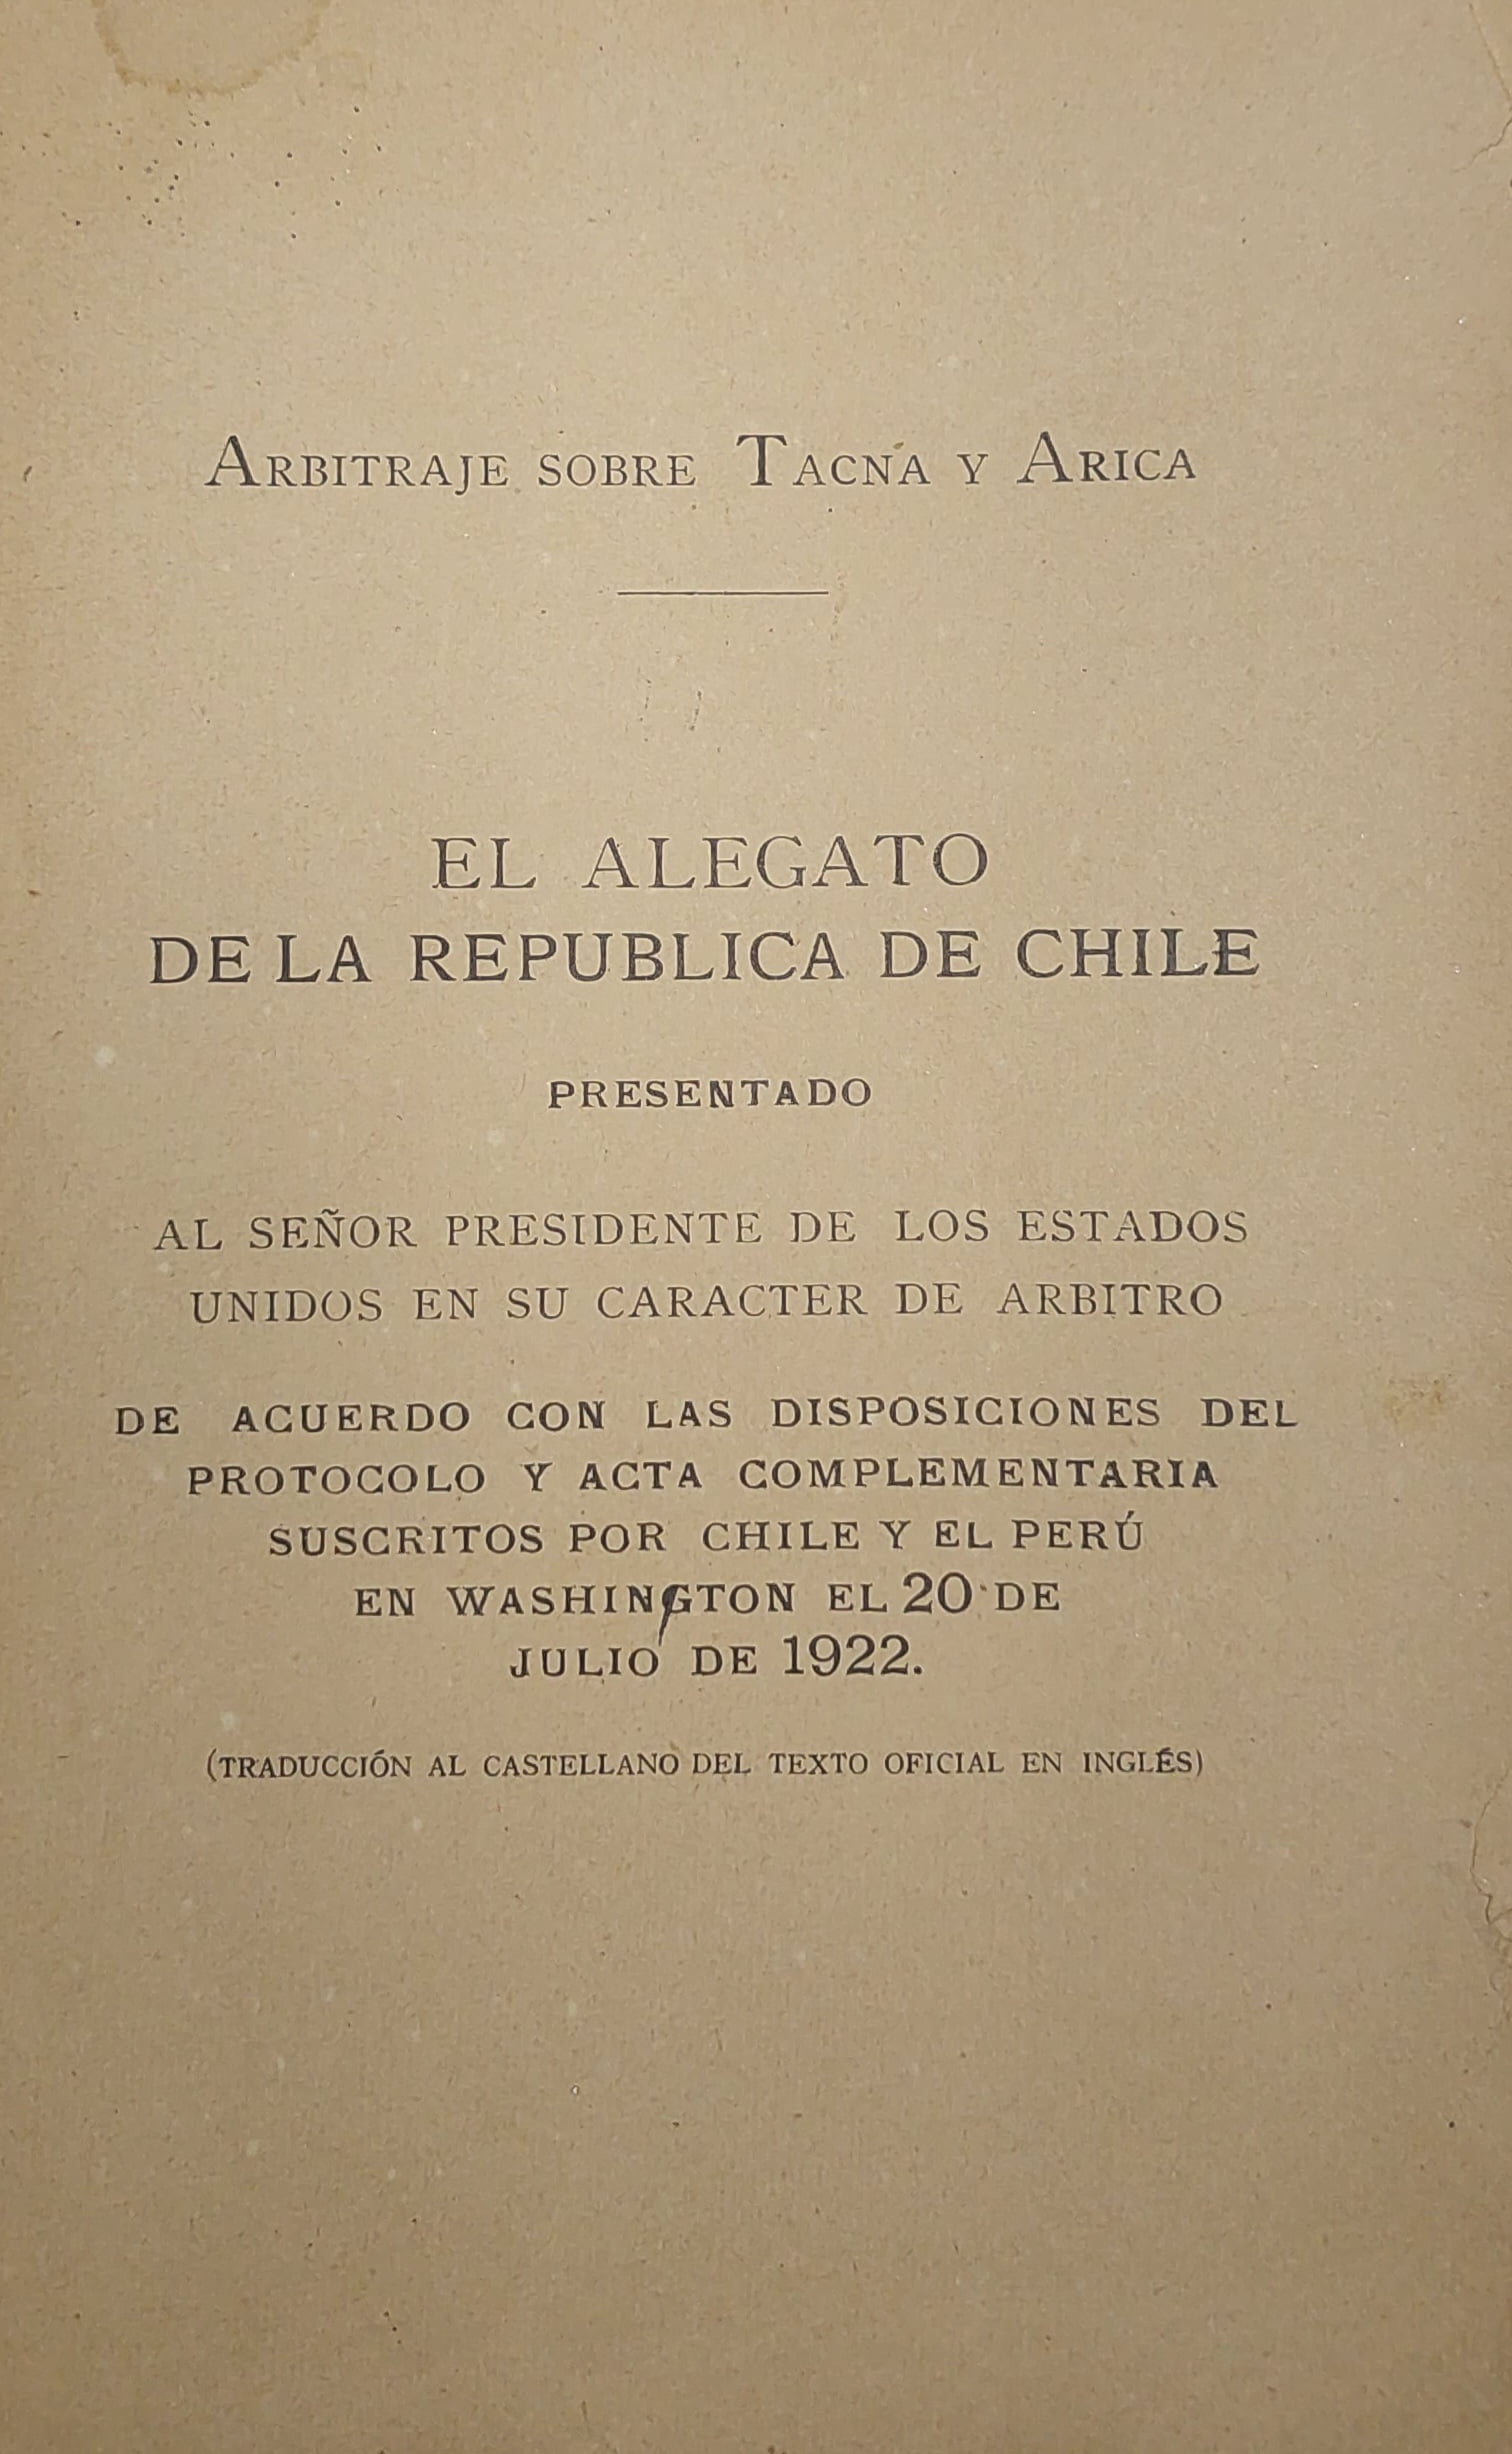 ARBITRAJE SOBRE TACNA Y ARICA
EL ALEGATO
DE LA REPUBLICA DE CHILE
PRESENTADO
AL SEÑOR PRESIDENTE DE LOS ESTADOS
UNIDOS EN SU CARACTER DE ARBITRO
DE ACUERDO CON LAS DISPOSICIONES DEL
PROTOCOLO Y ACTA COMPLEMENTARIA
SUSCRITOS POR CHILE Y EL PERÚ
EN WASHINGTON EL 20 DE
JULIO DE 1922.
(TRADUCCIÓN AL CASTELLANO DEL TEXTO OFICIAL EN INGLÉS)